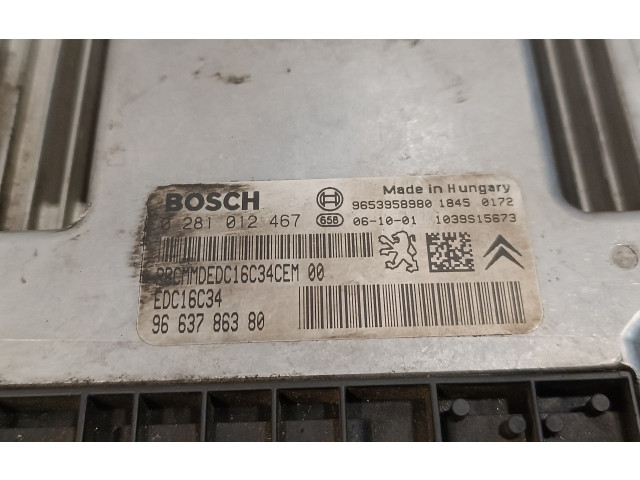 BOSCH
Made in Hungary
9653958980 1845 0172
0 281 012 467
658 06-10-01 1039S15673
BBCMMDEDC16C34CEM 00
EDC16C34
96 637 863 80